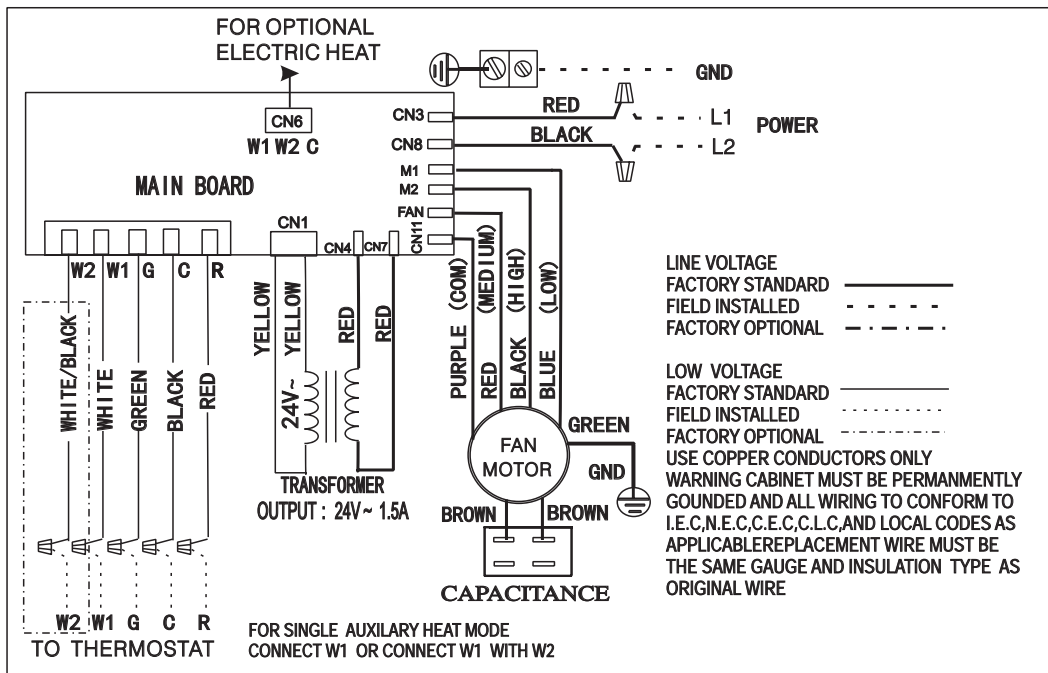 FOR OPTIONAL
ELECTRIC HEAT
CN6
W1 W2 C
MAIN BOARD
CN3
CN8
M1
M2
FAN
CN11
RED
BLACK
GND
L1
L2
POWER
CN1
CN4
CN7
W2 W1 G C R
WHITE/BLACK
WHITE
GREEN
BLACK
RED
YELLOW
YELLOW
RED
RED
24V~
TRANSFORMER
OUTPUT : 24V~ 1.5A
PURPLE (COM)
RED (MEDIUM)
BLACK (HIGH)
BLUE (LOW)
FAN
MOTOR
GREEN
GND
BROWN
BROWN
CAPACITANCE
W2 W1 G C R
TO THERMOSTAT
FOR SINGLE AUXILARY HEAT MODE
CONNECT W1 OR CONNECT W1 WITH W2
LINE VOLTAGE
FACTORY STANDARD
FIELD INSTALLED
FACTORY OPTIONAL
LOW VOLTAGE
FACTORY STANDARD
FIELD INSTALLED
FACTORY OPTIONAL
USE COPPER CONDUCTORS ONLY
WARNING CABINET MUST BE PERMANMENTLY
GOUNDED AND ALL WIRING TO CONFORM TO
I.E.C,N.E.C,C.E.C,C.L.C,AND LOCAL CODES AS
APPLICABLEREPLACEMENT WIRE MUST BE
THE SAME GAUGE AND INSULATION TYPE AS
ORIGINAL WIRE